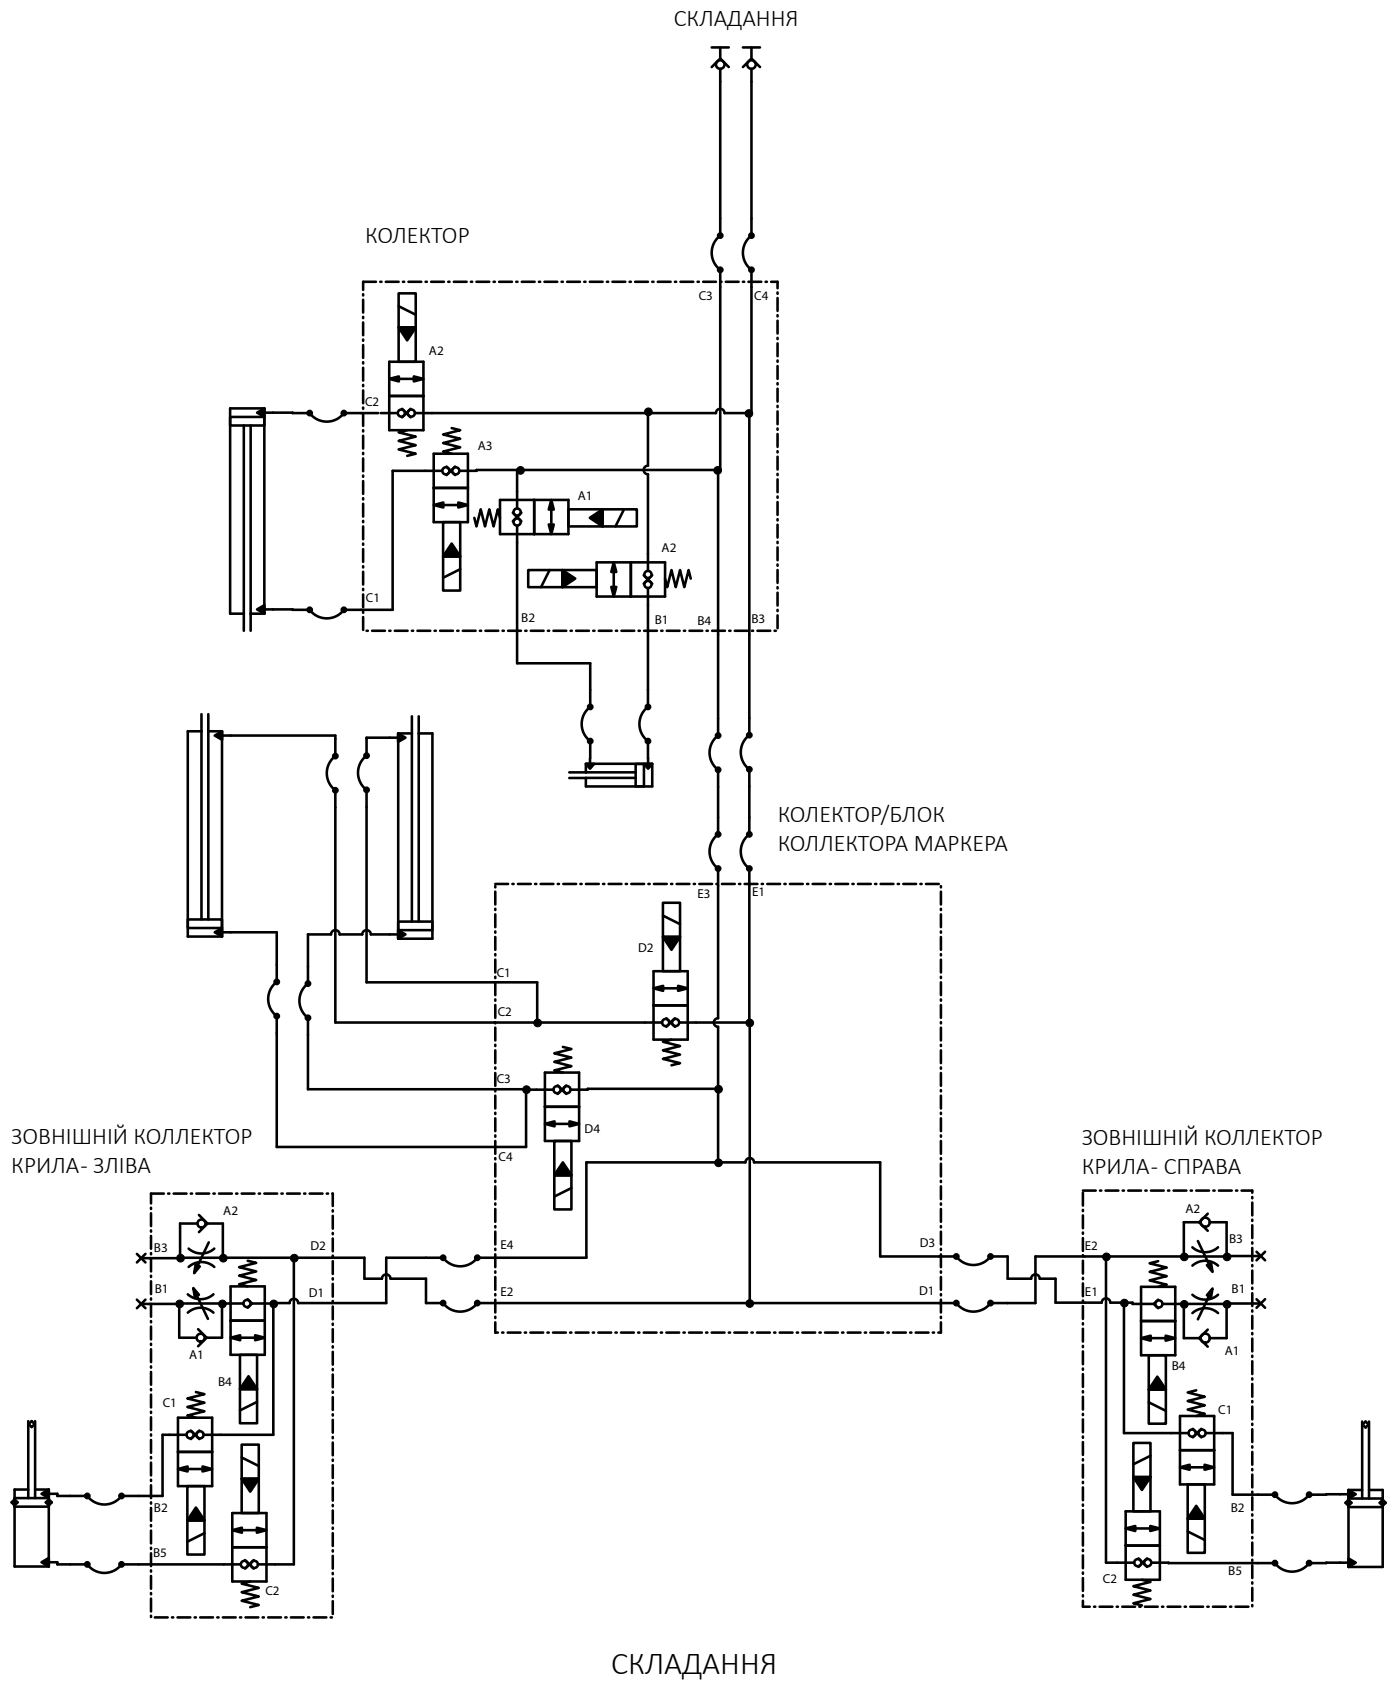 СКЛАДАННЯ
КОЛЕКТОР
C3
C4
A2
C2
A3
A1
A2
C1
B2
B1
B4
B3
КОЛЕКТОР/БЛОК
КОЛЛЕКТОРА МАРКЕРА
E3
E1
D2
C1
C2
C3
D4
C4
ЗОВНІШНІЙ КОЛЛЕКТОР
КРИЛА- ЗЛІВА
ЗОВНІШНІЙ КОЛЛЕКТОР
КРИЛА- СПРАВА
A2
B3
D2
B1
D1
A1
B4
C1
B2
B5
C2
E4
E2
D3
D1
A2
E2
B3
E1
B1
A1
B4
C1
B2
C2
B5
СКЛАДАННЯ